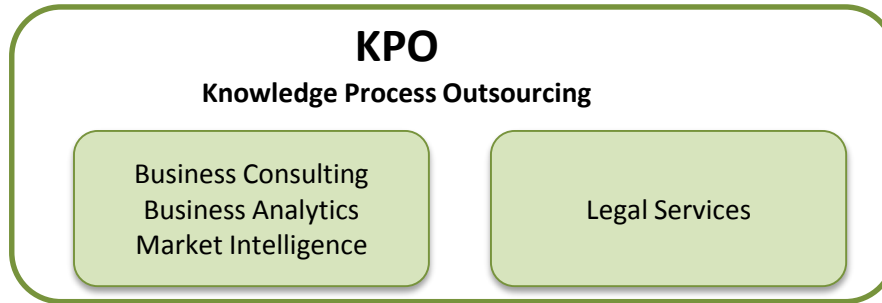 KPO
Knowledge Process Outsourcing
Business Consulting
Business Analytics
Market Intelligence
Legal Services